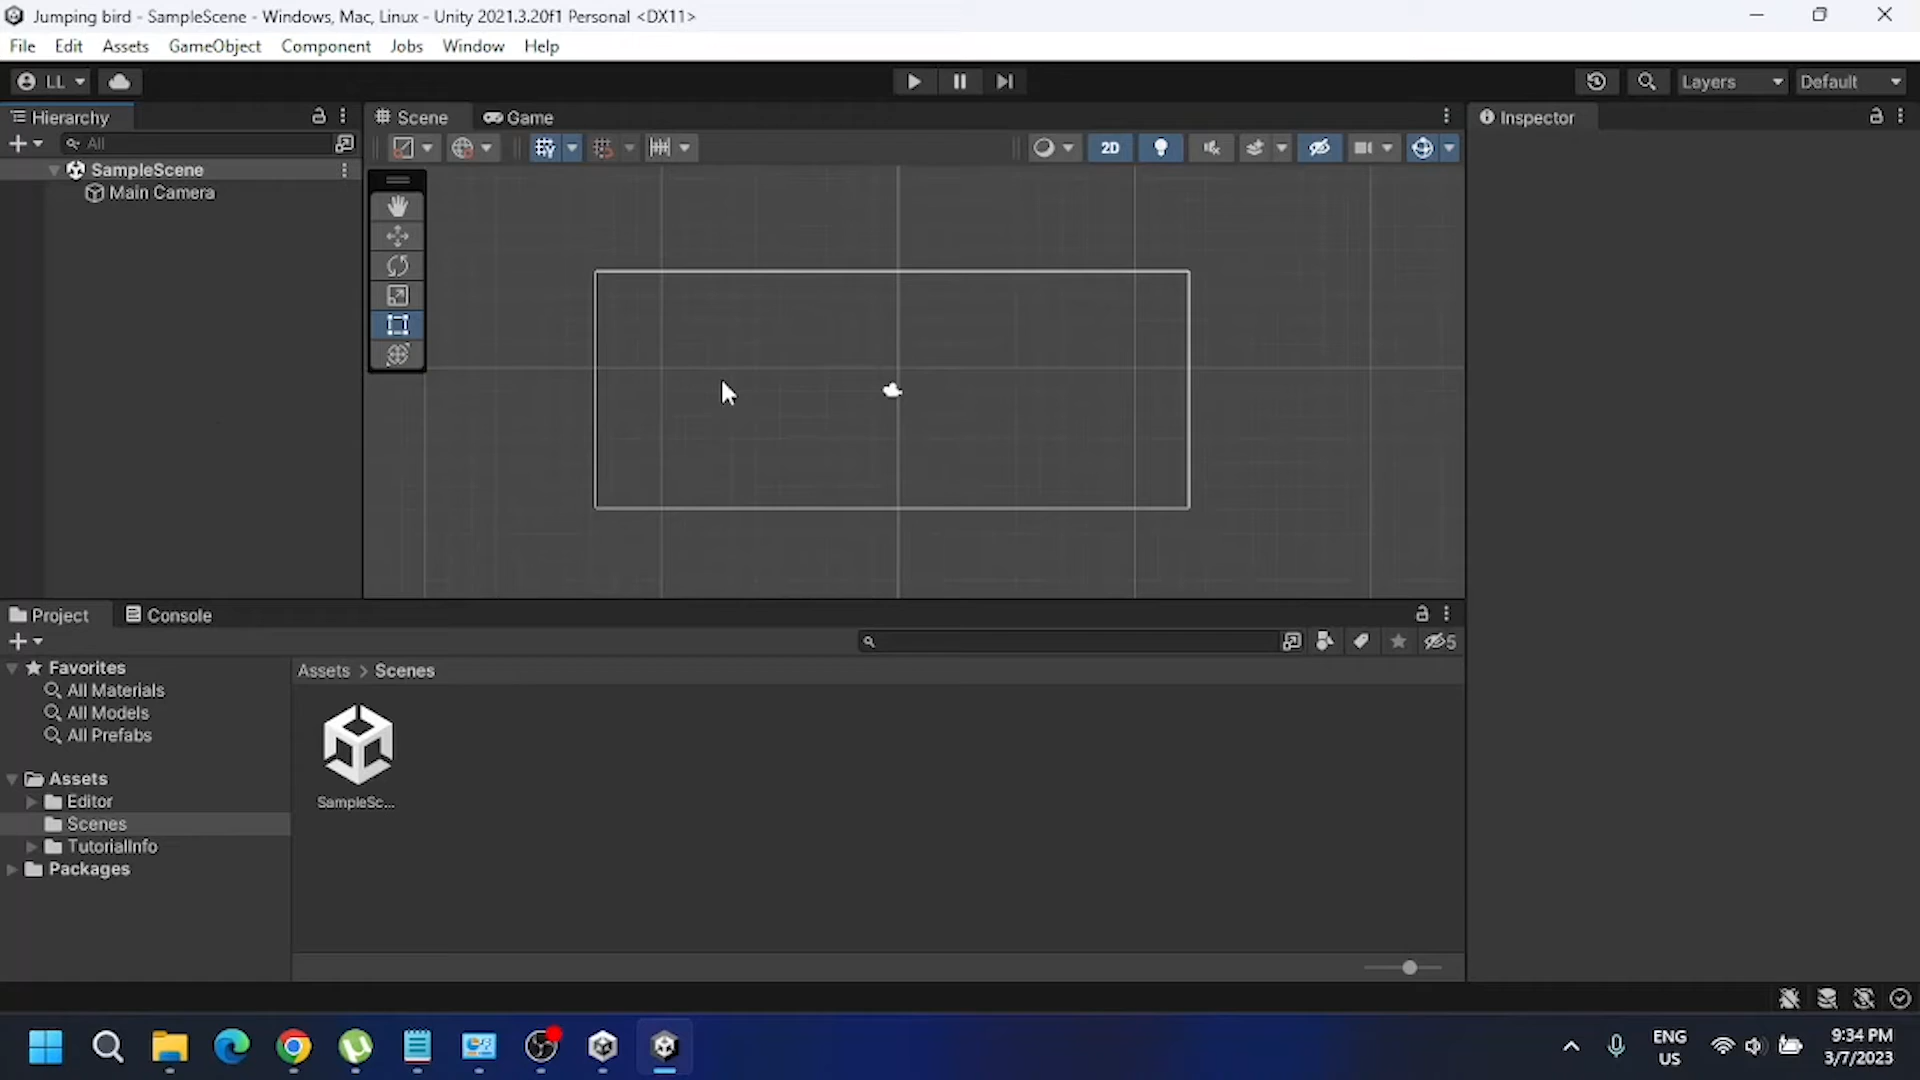 Jumping bird - SampleScene - Windows, Mac, Linux - Unity 2021.3.20f1 Personal <DX11>
File Edit Assets GameObject Component Jobs Window Help
LL Layers Default
Hierarchy Scene Game Inspector
All 2D
SampleScene
Main Camera
Project Console
5
Favorites
Assets > Scenes
All Materials
All Models
All Prefabs
SampleSc...
Assets
Editor
Scenes
TutorialInfo
Packages
ENG
US
9:34 PM
3/7/2023